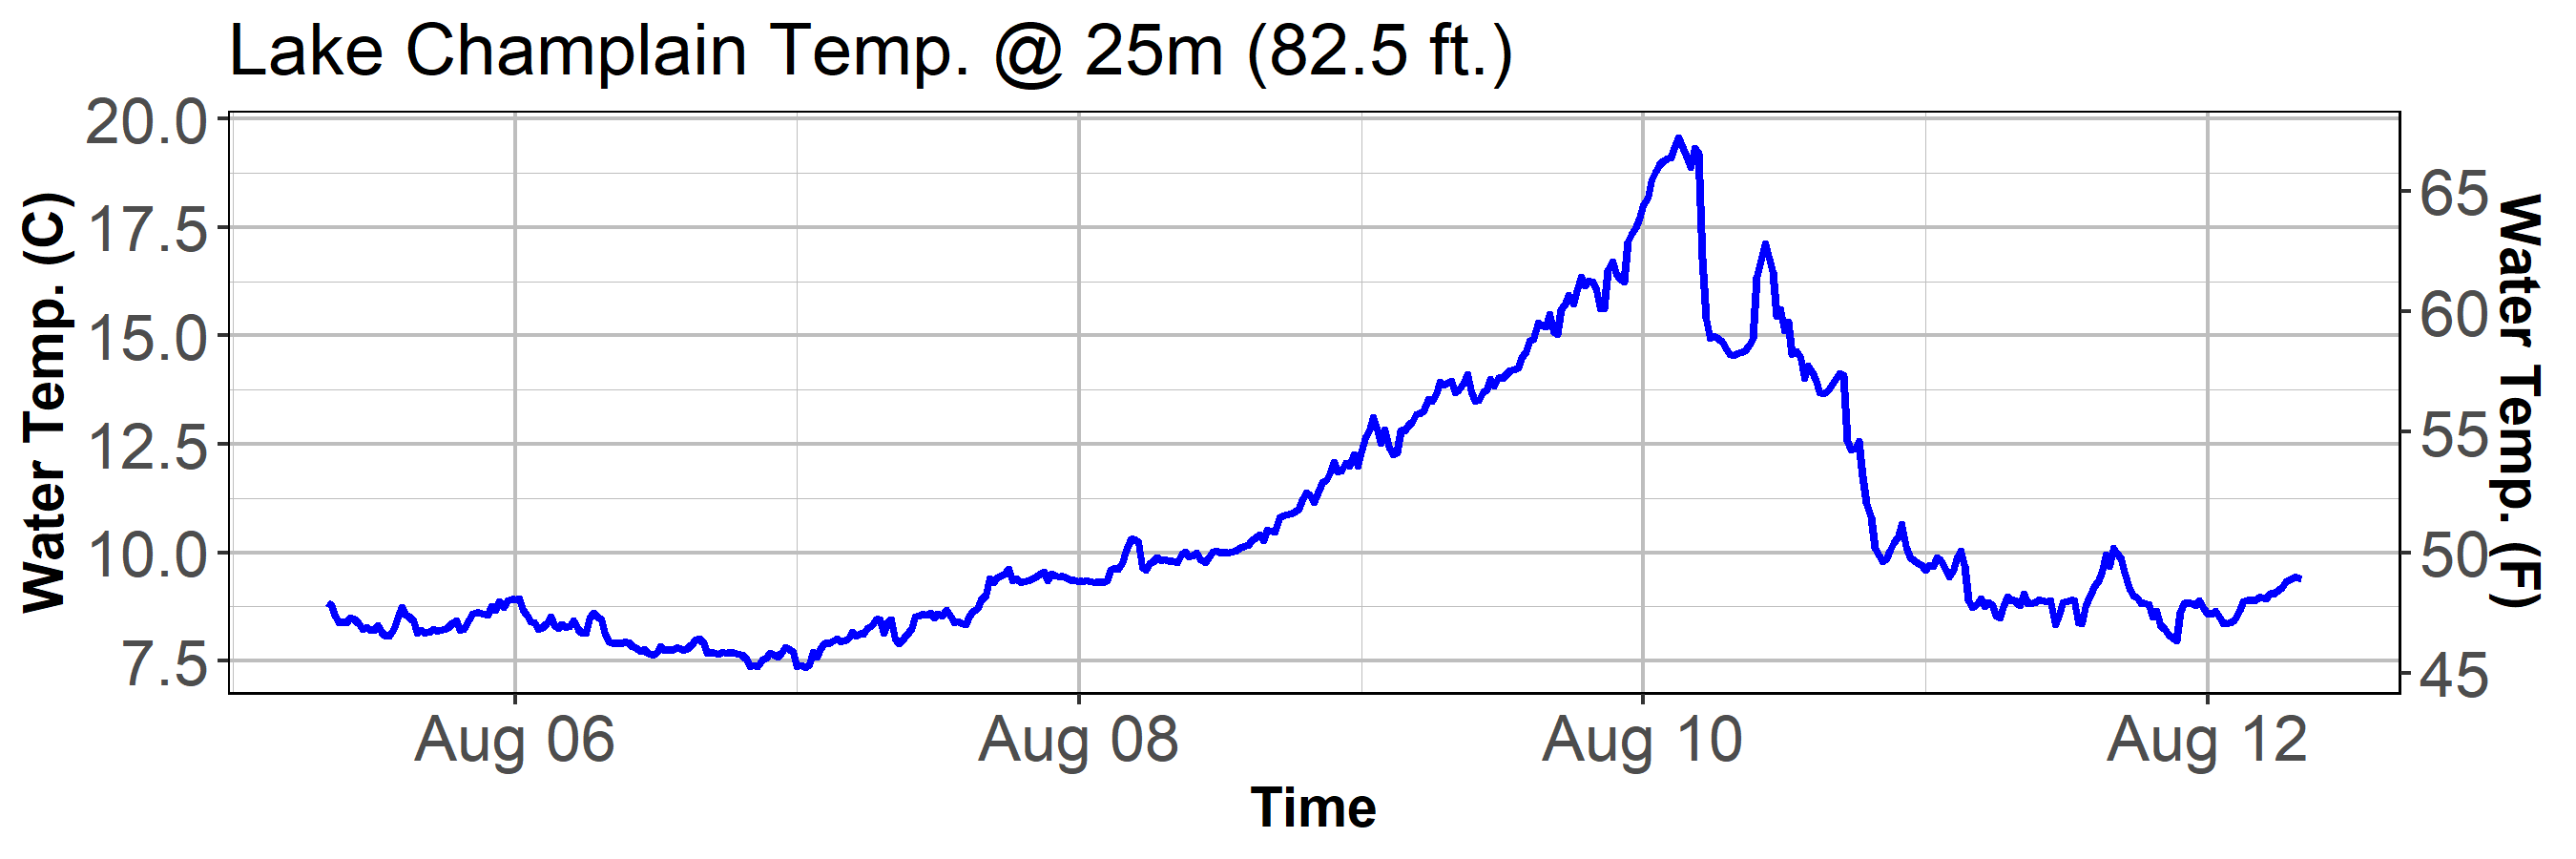 Lake Champlain Temp. @ 25m (82.5 ft.)
Water Temp. (C)
20.0
17.5
15.0
12.5
10.0
7.5
65
60
55
50
45
Water Temp. (F)
Aug 06 Aug 08 Aug 10 Aug 12
Time